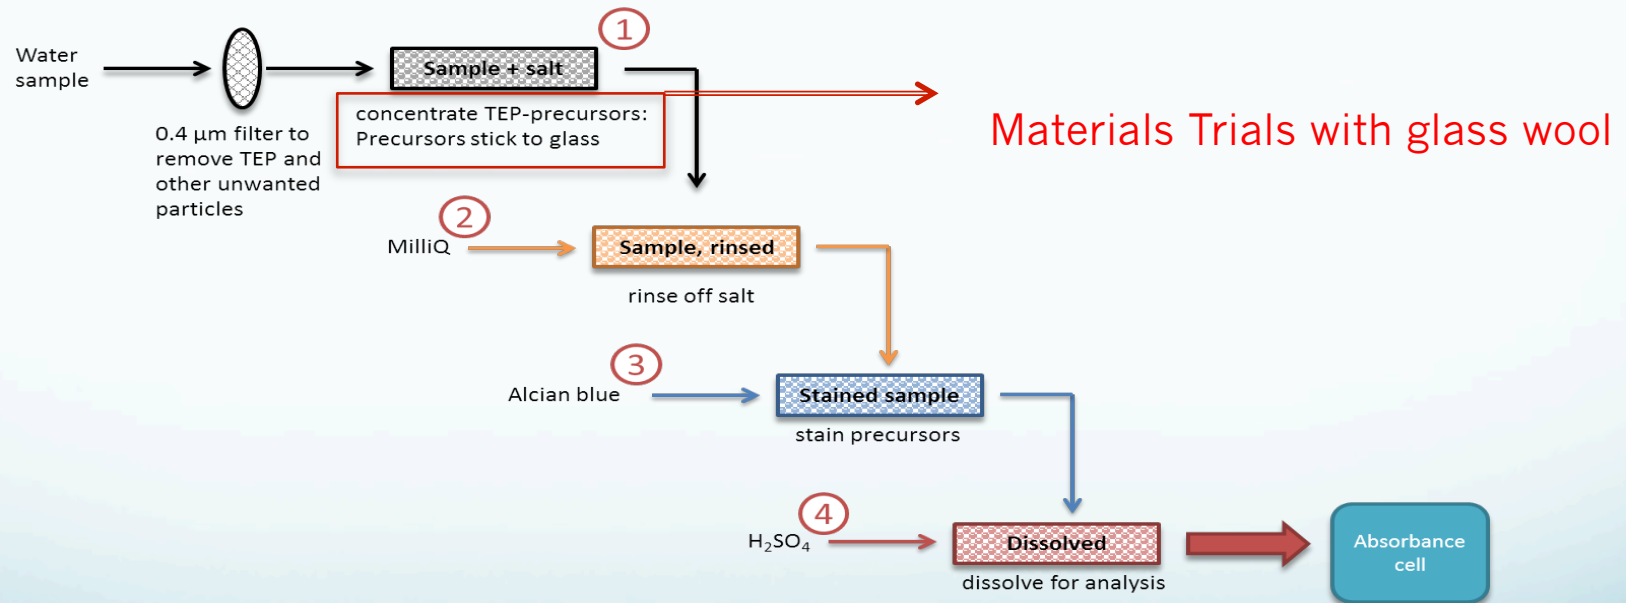 Water
sample
0.4 µm filter to
remove TEP and
other unwanted
particles
1
Sample + salt
concentrate TEP-precursors:
Precursors stick to glass
Materials Trials with glass wool
2
MilliQ
Sample, rinsed
rinse off salt
3
Alcian blue
Stained sample
stain precursors
4
H₂SO₄
Dissolved
dissolve for analysis
Absorbance
cell